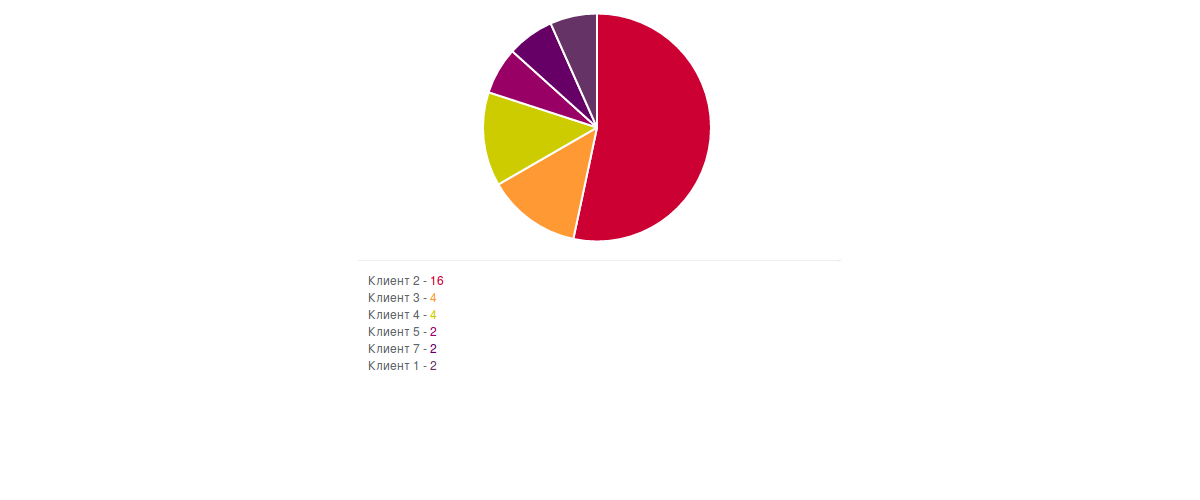 Клиент 2 - 16
Клиент 3 - 4
Клиент 4 - 4
Клиент 5 - 2
Клиент 7 - 2
Клиент 1 - 2